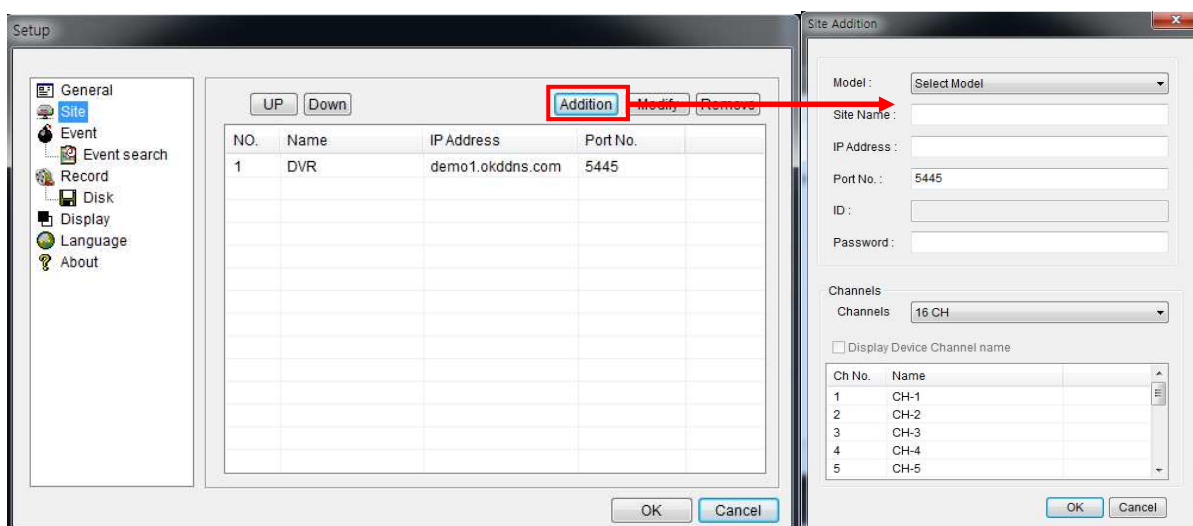 Setup
General
Site
Event
Event search
Record
Disk
Display
Language
About
UP Down Addition Modify Remove
NO. Name IP Address Port No.
1 DVR demo1.okddns.com 5445
OK Cancel
Site Addition
Model : Select Model
Site Name :
IP Address :
Port No. : 5445
ID :
Password :
Channels
Channels 16 CH
Display Device Channel name
Ch No. Name
1 CH-1
2 CH-2
3 CH-3
4 CH-4
5 CH-5
OK Cancel